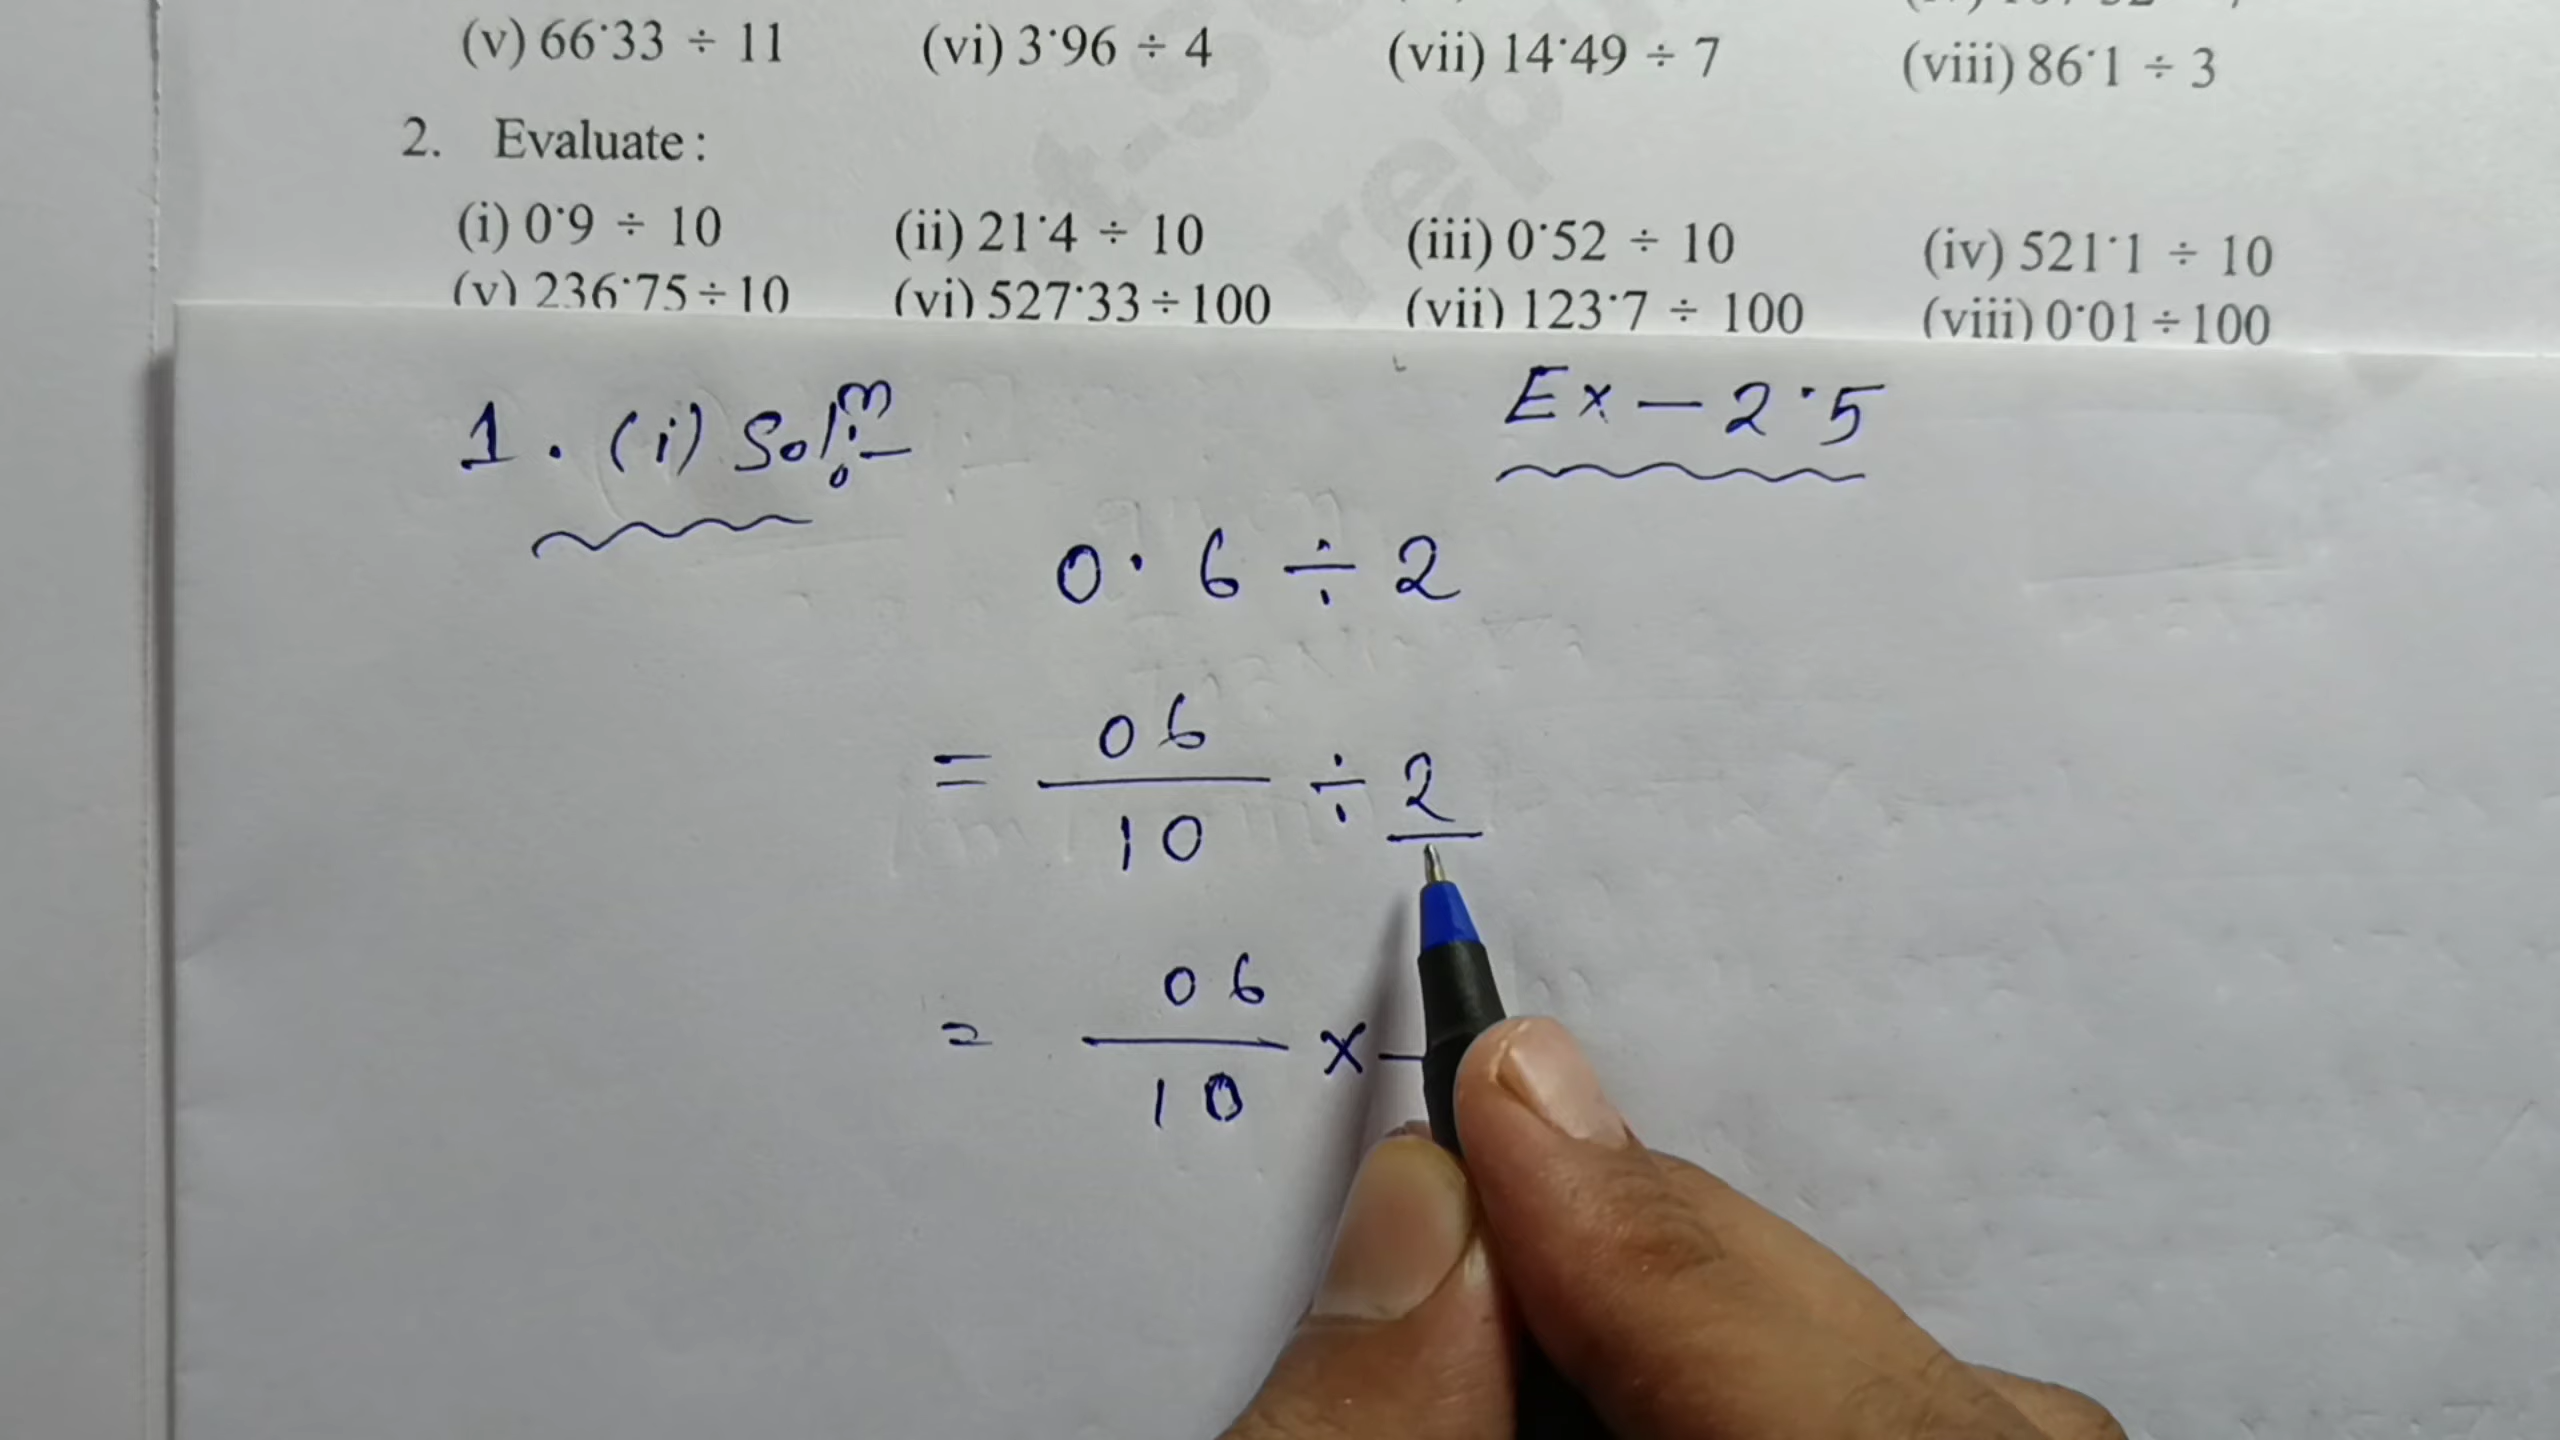 (v) 66·33 ÷ 11 (vi) 3·96 ÷ 4 (vii) 14·49 ÷ 7 (viii) 86·1 ÷ 3
2. Evaluate :
(i) 0·9 ÷ 10 (ii) 21·4 ÷ 10 (iii) 0·52 ÷ 10 (iv) 521·1 ÷ 10
(v) 236·75 ÷ 10 (vi) 527·33 ÷ 100 (vii) 123·7 ÷ 100 (viii) 0·01 ÷ 100
Ex – 2·5
1. (i) Solⁿ:–
0·6 ÷ 2
= 06/10 ÷ 2/
= 06/10 × –